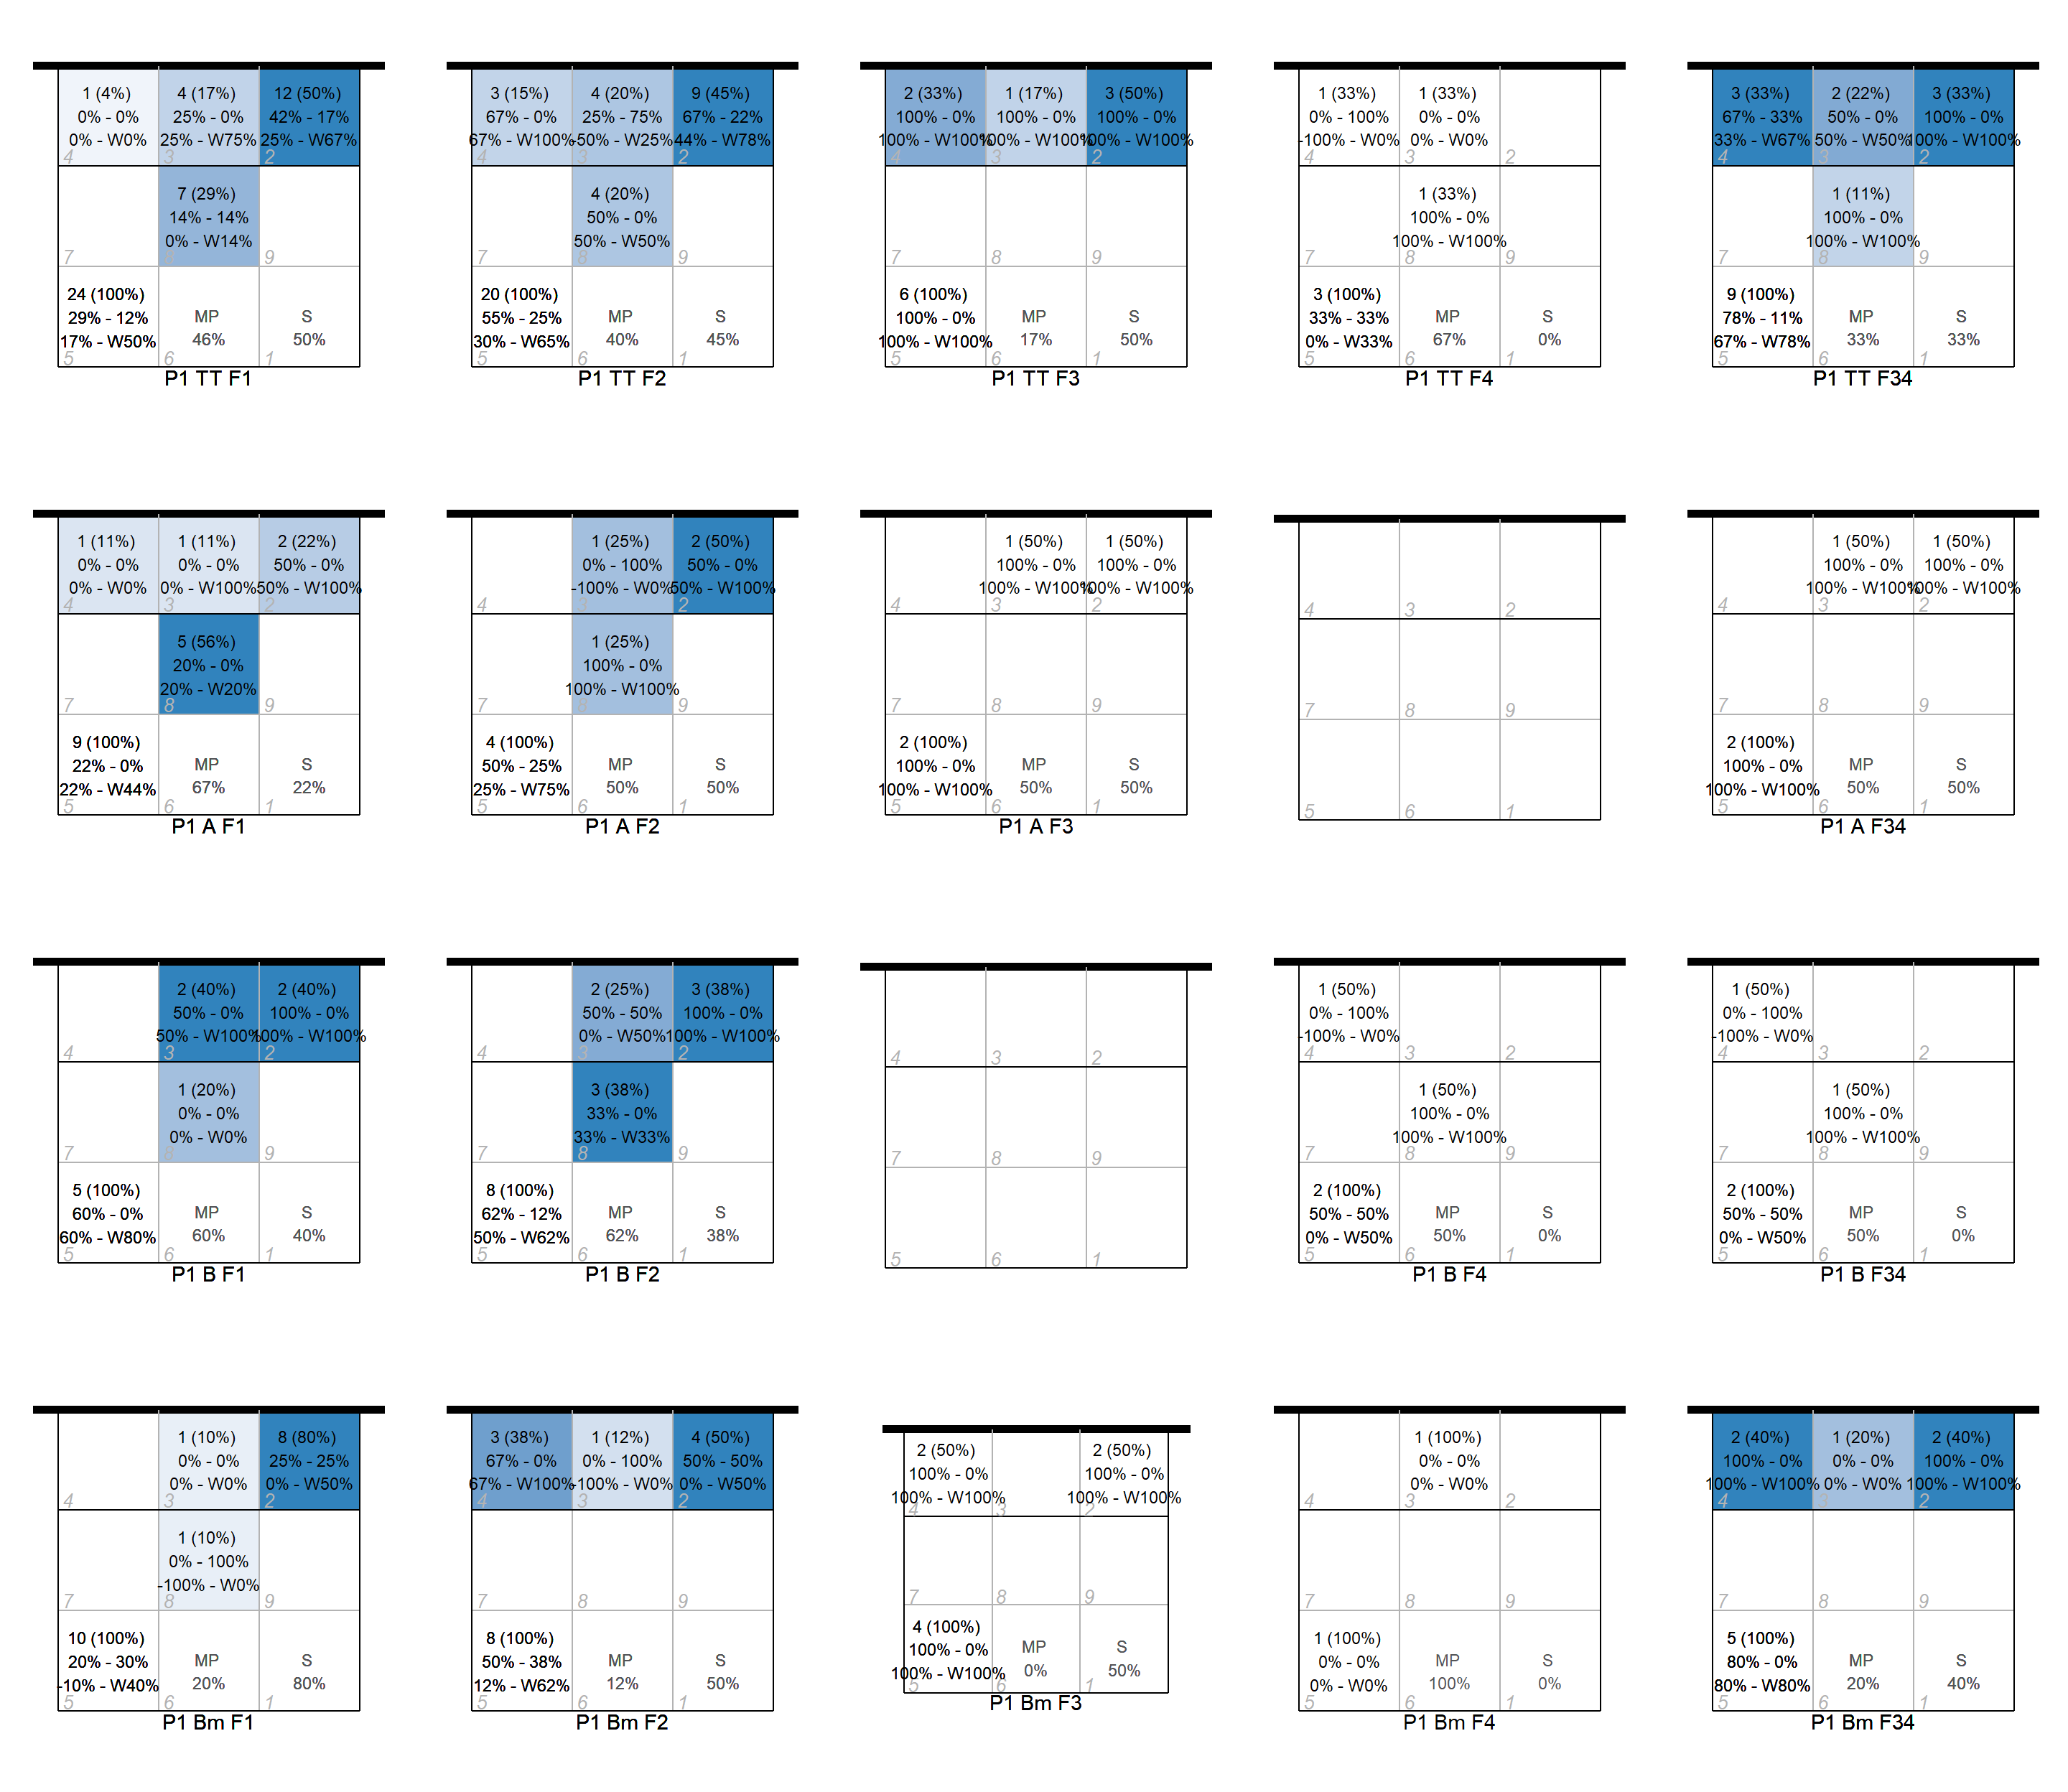 1 (4%) 4 (17%) 12 (50%)
0% - 0% 25% - 0% 42% - 17%
0% - W0% 25% - W75% 25% - W67%
4 3 2
7 (29%)
14% - 14%
0% - W14%
7 8 9
24 (100%)
29% - 12% MP S
17% - W50% 46% 50%
5 6 1
P1 TT F1
3 (15%) 4 (20%) 9 (45%)
67% - 0% 25% - 75% 67% - 22%
67% - W100% -50% - W25% 44% - W78%
4 3 2
4 (20%)
50% - 0%
50% - W50%
7 8 9
20 (100%)
55% - 25% MP S
30% - W65% 40% 45%
5 6 1
P1 TT F2
2 (33%) 1 (17%) 3 (50%)
100% - 0% 100% - 0% 100% - 0%
100% - W100% 100% - W100% 100% - W100%
4 3 2
7 8 9
6 (100%)
100% - 0% MP S
100% - W100% 17% 50%
5 6 1
P1 TT F3
1 (33%) 1 (33%)
0% - 100% 0% - 0%
-100% - W0% 0% - W0%
4 3 2
1 (33%)
100% - 0%
100% - W100%
7 8 9
3 (100%)
33% - 33% MP S
0% - W33% 67% 0%
5 6 1
P1 TT F4
3 (33%) 2 (22%) 3 (33%)
67% - 33% 50% - 0% 100% - 0%
33% - W67% 50% - W50% 100% - W100%
4 3 2
1 (11%)
100% - 0%
100% - W100%
7 8 9
9 (100%)
78% - 11% MP S
67% - W78% 33% 33%
5 6 1
P1 TT F34
1 (11%) 1 (11%) 2 (22%)
0% - 0% 0% - 0% 50% - 0%
0% - W0% 0% - W100% 50% - W100%
4 3 2
5 (56%)
20% - 0%
20% - W20%
7 8 9
9 (100%)
22% - 0% MP S
22% - W44% 67% 22%
5 6 1
P1 A F1
1 (25%) 2 (50%)
0% - 100% 50% - 0%
-100% - W0% 50% - W100%
4 3 2
1 (25%)
100% - 0%
100% - W100%
7 8 9
4 (100%)
50% - 25% MP S
25% - W75% 50% 50%
5 6 1
P1 A F2
1 (50%) 1 (50%)
100% - 0% 100% - 0%
100% - W100% 100% - W100%
4 3 2
7 8 9
2 (100%)
100% - 0% MP S
100% - W100% 50% 50%
5 6 1
P1 A F3
4 3 2
7 8 9
5 6 1
1 (50%) 1 (50%)
100% - 0% 100% - 0%
100% - W100% 100% - W100%
4 3 2
7 8 9
2 (100%)
100% - 0% MP S
100% - W100% 50% 50%
5 6 1
P1 A F34
2 (40%) 2 (40%)
50% - 0% 100% - 0%
50% - W100% 100% - W100%
4 3 2
1 (20%)
0% - 0%
0% - W0%
7 8 9
5 (100%)
60% - 0% MP S
60% - W80% 60% 40%
5 6 1
P1 B F1
2 (25%) 3 (38%)
50% - 50% 100% - 0%
0% - W50% 100% - W100%
4 3 2
3 (38%)
33% - 0%
33% - W33%
7 8 9
8 (100%)
62% - 12% MP S
50% - W62% 62% 38%
5 6 1
P1 B F2
4 3 2
7 8 9
5 6 1
1 (50%)
0% - 100%
-100% - W0%
4 3 2
1 (50%)
100% - 0%
100% - W100%
7 8 9
2 (100%)
50% - 50% MP S
0% - W50% 50% 0%
5 6 1
P1 B F4
1 (50%)
0% - 100%
-100% - W0%
4 3 2
1 (50%)
100% - 0%
100% - W100%
7 8 9
2 (100%)
50% - 50% MP S
0% - W50% 50% 0%
5 6 1
P1 B F34
1 (10%) 8 (80%)
0% - 0% 25% - 25%
0% - W0% 0% - W50%
4 3 2
1 (10%)
0% - 100%
-100% - W0%
7 8 9
10 (100%)
20% - 30% MP S
-10% - W40% 20% 80%
5 6 1
P1 Bm F1
3 (38%) 1 (12%) 4 (50%)
67% - 0% 0% - 100% 50% - 50%
67% - W100% -100% - W0% 0% - W50%
4 3 2
7 8 9
8 (100%)
50% - 38% MP S
12% - W62% 12% 50%
5 6 1
P1 Bm F2
2 (50%) 2 (50%)
100% - 0% 100% - 0%
100% - W100% 100% - W100%
4 3 2
7 8 9
4 (100%)
100% - 0% MP S
100% - W100% 0% 50%
5 6 1
P1 Bm F3
1 (100%)
0% - 0%
0% - W0%
4 3 2
7 8 9
1 (100%)
0% - 0% MP S
0% - W0% 100% 0%
5 6 1
P1 Bm F4
2 (40%) 1 (20%) 2 (40%)
100% - 0% 0% - 0% 100% - 0%
100% - W100% 0% - W0% 100% - W100%
4 3 2
7 8 9
5 (100%)
80% - 0% MP S
80% - W80% 20% 40%
5 6 1
P1 Bm F34